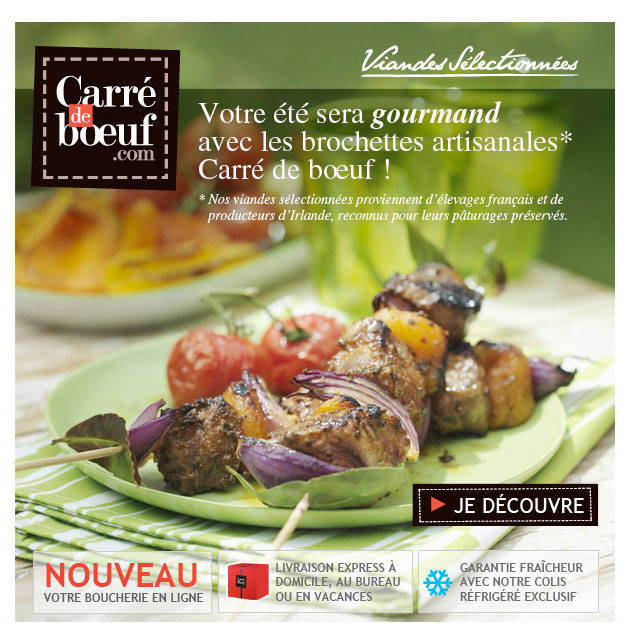 Viandes Sélectionnées
Carré
de
bœuf
.com
Votre été sera gourmand
avec les brochettes artisanales*
Carré de bœuf !
* Nos viandes sélectionnées proviennent d'élevages français et de
producteurs d'Irlande, reconnus pour leurs pâturages préservés.
JE DÉCOUVRE
NOUVEAU
VOTRE BOUCHERIE EN LIGNE
LIVRAISON EXPRESS À
DOMICILE, AU BUREAU
OU EN VACANCES
GARANTIE FRAÎCHEUR
AVEC NOTRE COLIS
RÉFRIGÉRÉ EXCLUSIF